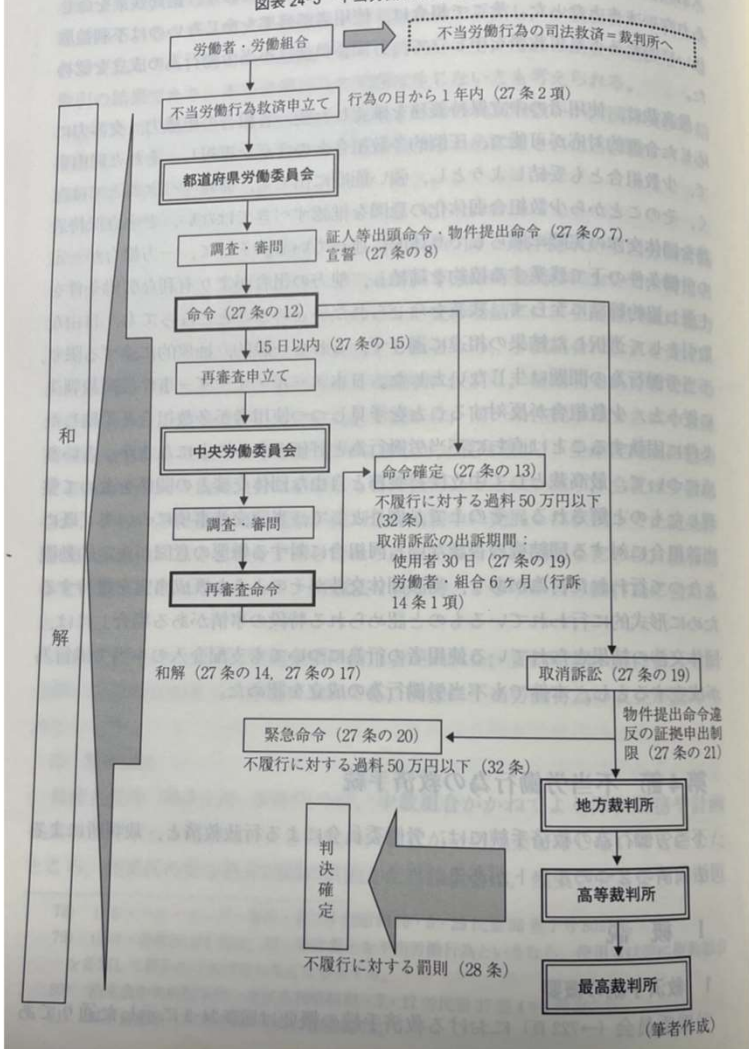 図表 24-3
労働者・労働組合
不当労働行為の司法救済=裁判所へ
不当労働行為救済申立て
行為の日から1年内(27条2項)
都道府県労働委員会
調査・審問
証人等出頭命令・物件提出命令(27条の7),
宣誓(27条の8)
命令(27条の12)
15日以内(27条の15)
再審査申立て
和
解
中央労働委員会
命令確定(27条の13)
不履行に対する過料50万円以下
(32条)
調査・審問
取消訴訟の出訴期間:
使用者30日(27条の19)
労働者・組合6ヶ月(行訴
14条1項)
再審査命令
和解(27条の14, 27条の17)
取消訴訟(27条の19)
物件提出命令違
反の証拠申出制
限(27条の21)
緊急命令(27条の20)
不履行に対する過料50万円以下(32条)
地方裁判所
判決確定
高等裁判所
不履行に対する罰則(28条)
最高裁判所
(筆者作成)